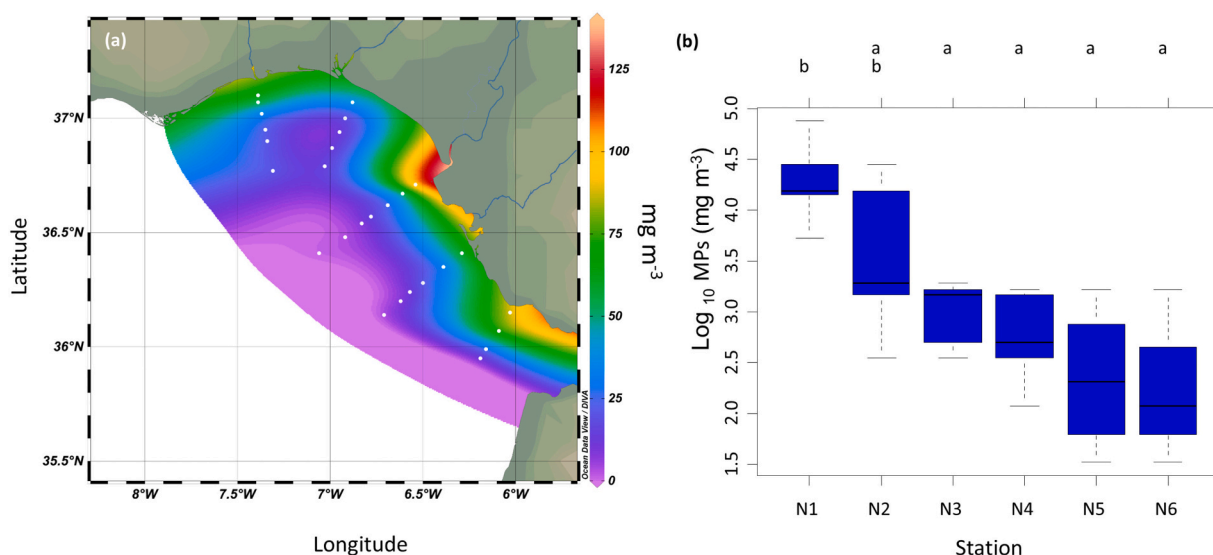 (a)
37°N
36.5°N
36°N
35.5°N
Latitude
8°W 7.5°W 7°W 6.5°W 6°W
Longitude
Ocean Data View / DIVA
125
100
75
50
25
0
mg m-3
(b)
a a a a a
b b
5.0
4.5
4.0
3.5
3.0
2.5
2.0
1.5
Log 10 MPs (mg m-3)
N1 N2 N3 N4 N5 N6
Station